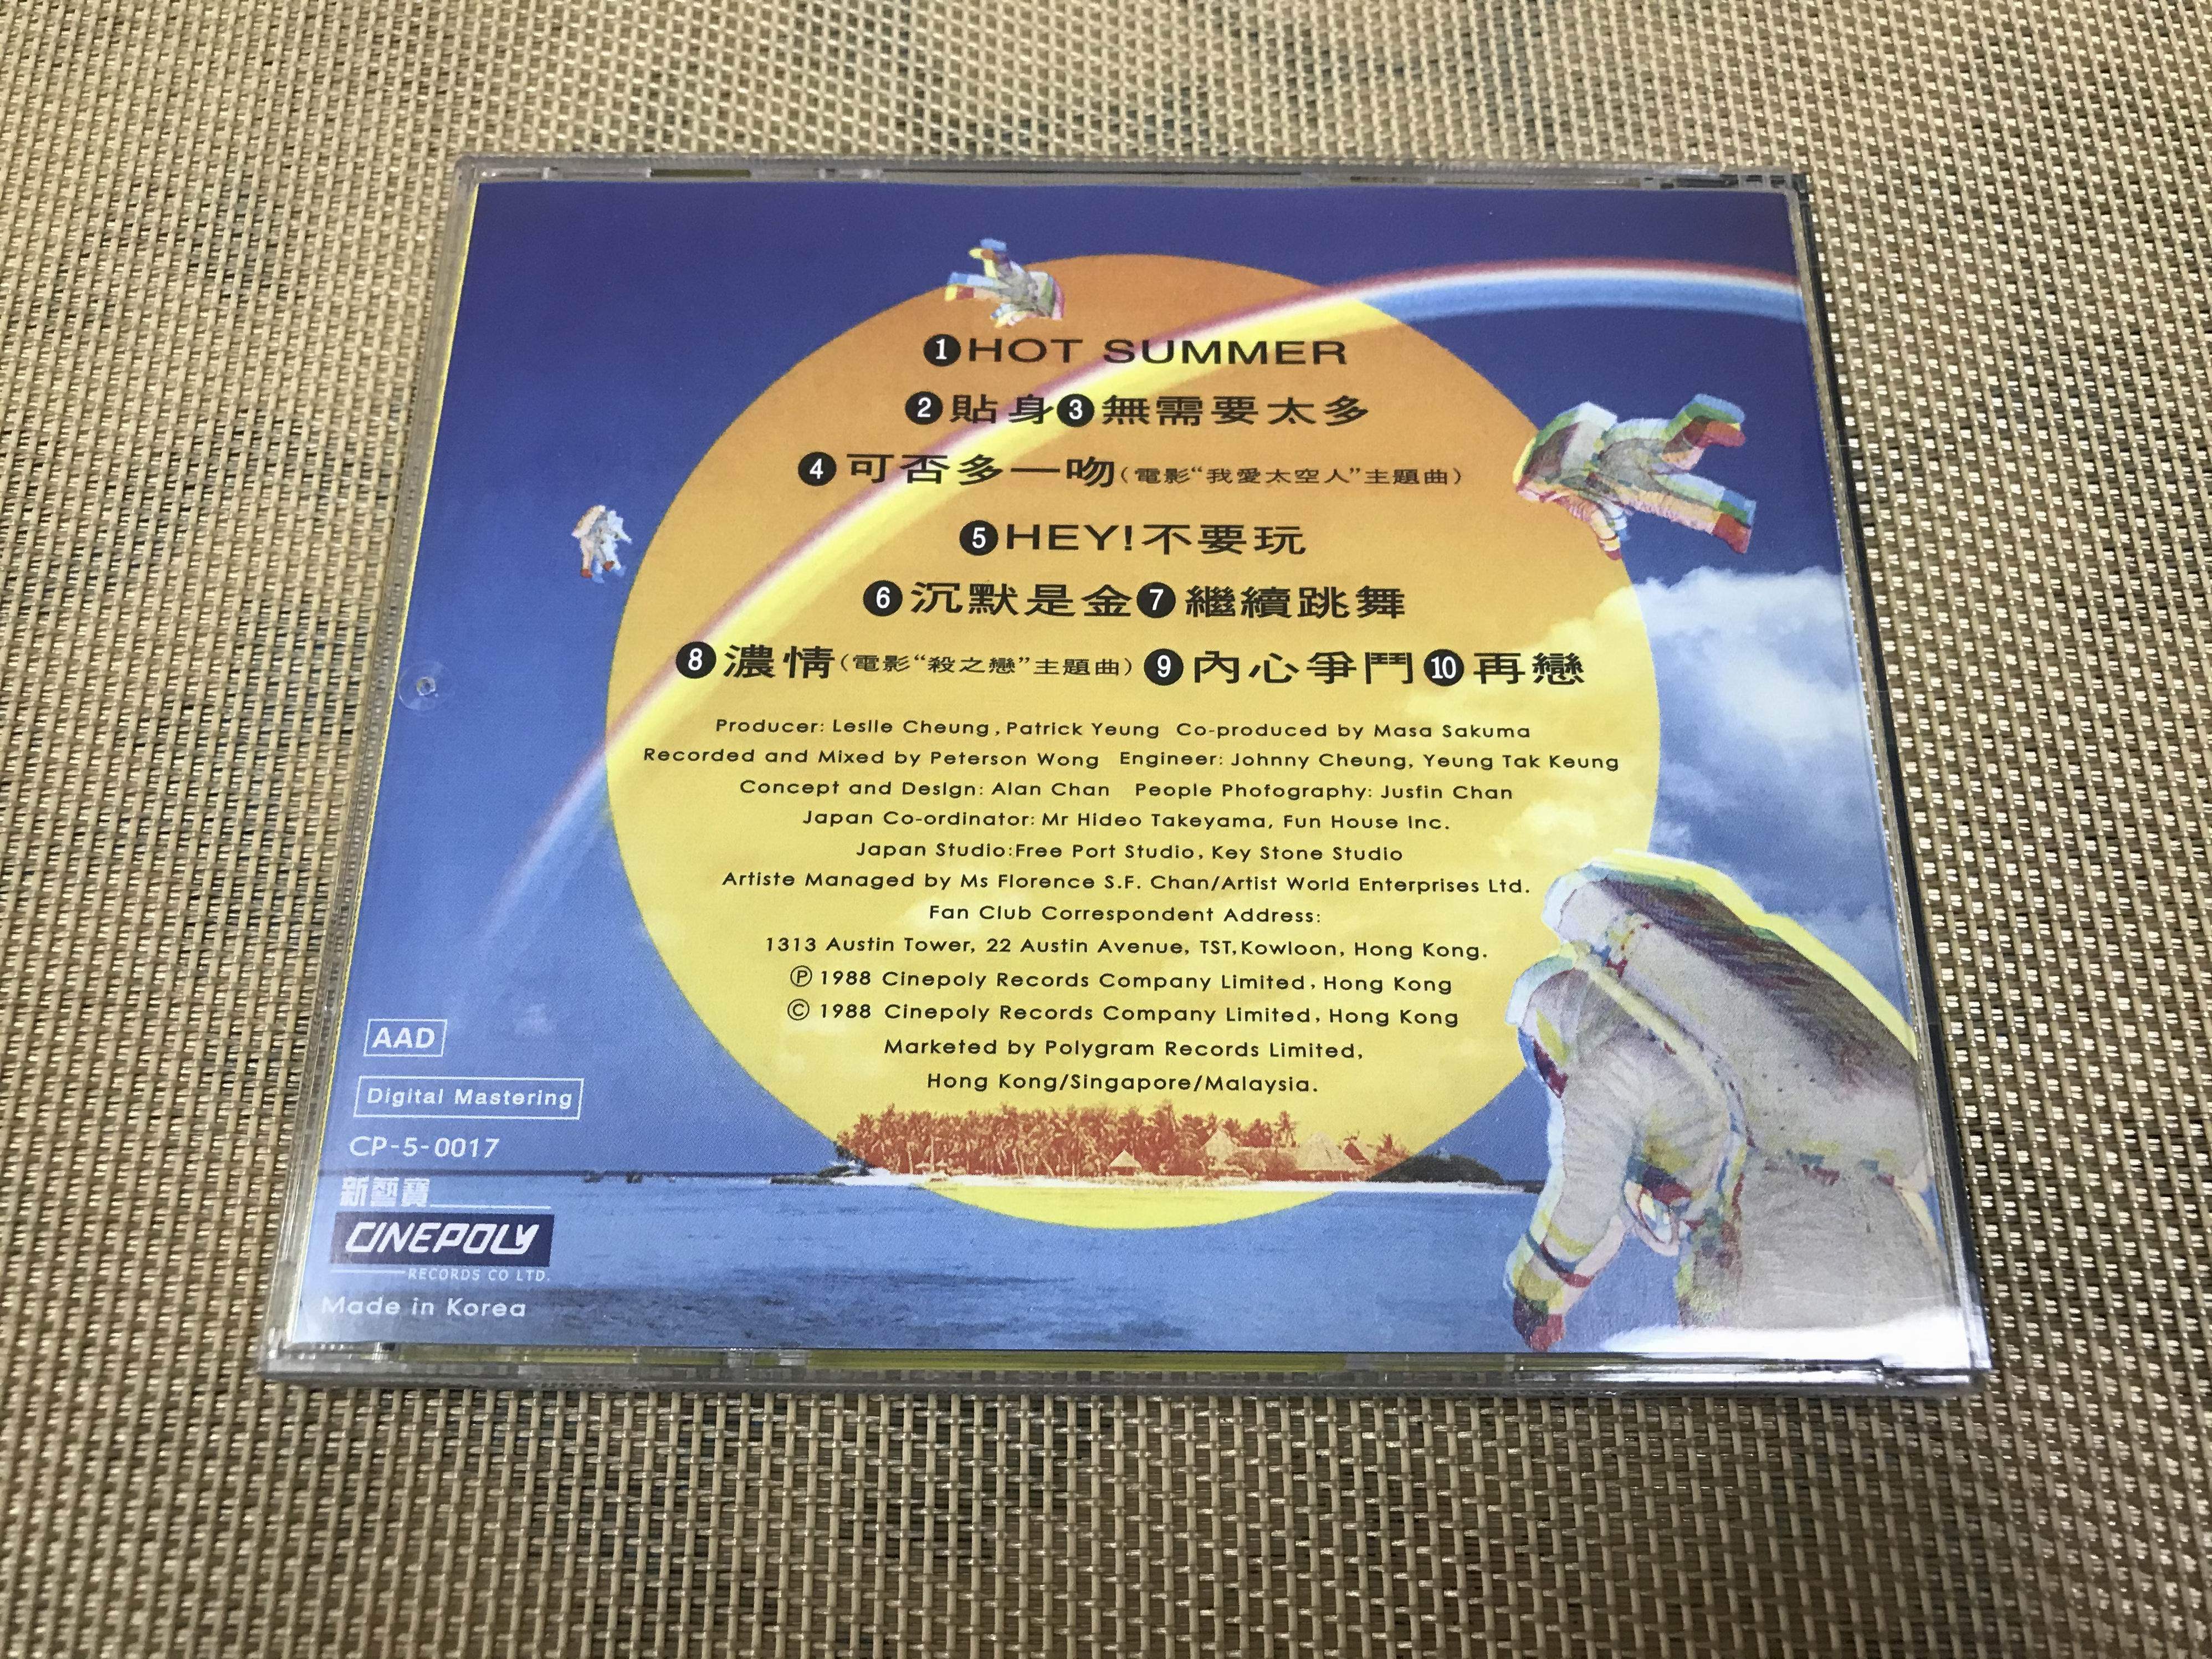 ❶HOT SUMMER
❷貼身❸無需要太多
❹可否多一吻(電影“我愛太空人”主題曲)
❺HEY!不要玩
❻沉默是金❼繼續跳舞
❽濃情(電影“殺之戀”主題曲)❾內心爭鬥❿再戀
Producer: Leslie Cheung, Patrick Yeung Co-produced by Masa Sakuma
Recorded and Mixed by Peterson Wong Engineer: Johnny Cheung, Yeung Tak Keung
Concept and Design: Alan Chan People Phofography: Jusfin Chan
Japan Co-ordinator: Mr Hideo Takeyama, Fun House Inc.
Japan Studio:Free Port Studio, Key Stone Studio
Artiste Managed by Ms Florence S.F. Chan/Artist World Enterprises Ltd.
Fan Club Correspondent Address:
1313 Austin Tower, 22 Austin Avenue, TST,Kowloon, Hong Kong.
Ⓟ 1988 Cinepoly Records Company Limited, Hong Kong
© 1988 Cinepoly Records Company Limited, Hong Kong
Marketed by Polygram Records Limited,
Hong Kong/Singapore/Malaysia.
AAD
Digital Mastering
CP-5-0017
新藝寶
CINEPOLY
RECORDS CO LTD.
Made in Korea